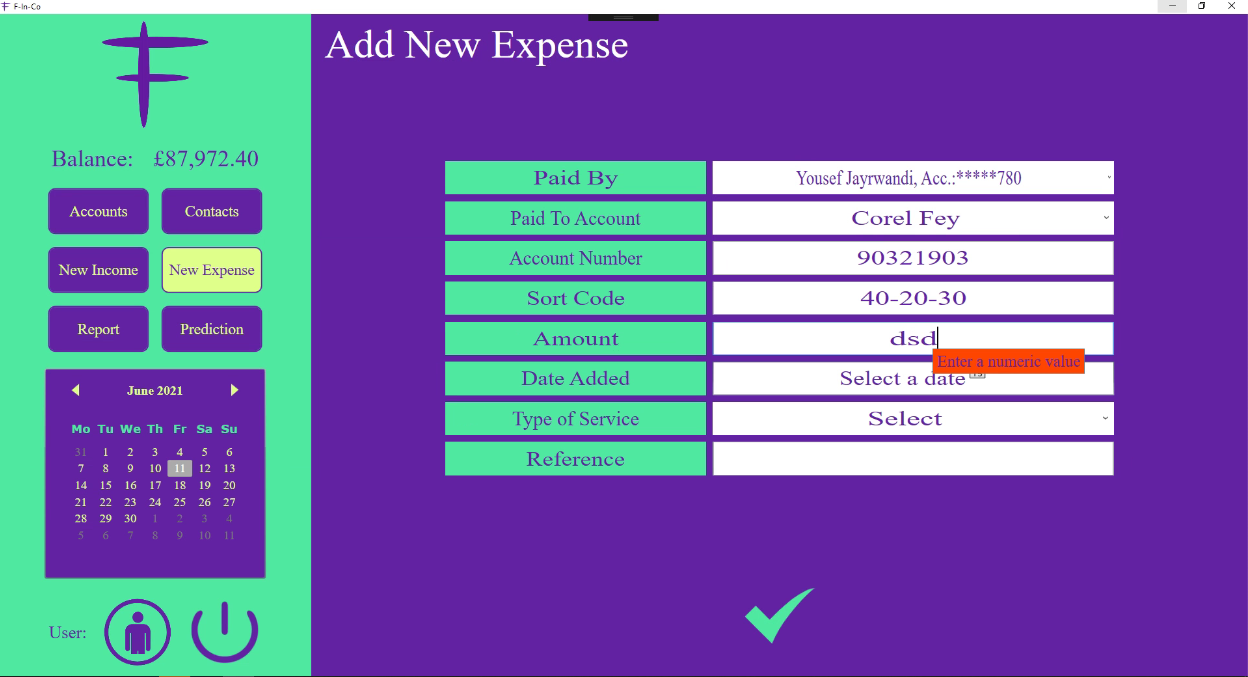 F-In-Co
Add New Expense
Balance: £87,972.40
Accounts Contacts
New Income New Expense
Report Prediction
June 2021
Mo Tu We Th Fr Sa Su
31 1 2 3 4 5 6
7 8 9 10 11 12 13
14 15 16 17 18 19 20
21 22 23 24 25 26 27
28 29 30 1 2 3 4
5 6 7 8 9 10 11
User:
Paid By Yousef Jayrwandi, Acc.:*****780
Paid To Account Corel Fey
Account Number 90321903
Sort Code 40-20-30
Amount dsd
Enter a numeric value
Date Added Select a date
Type of Service Select
Reference